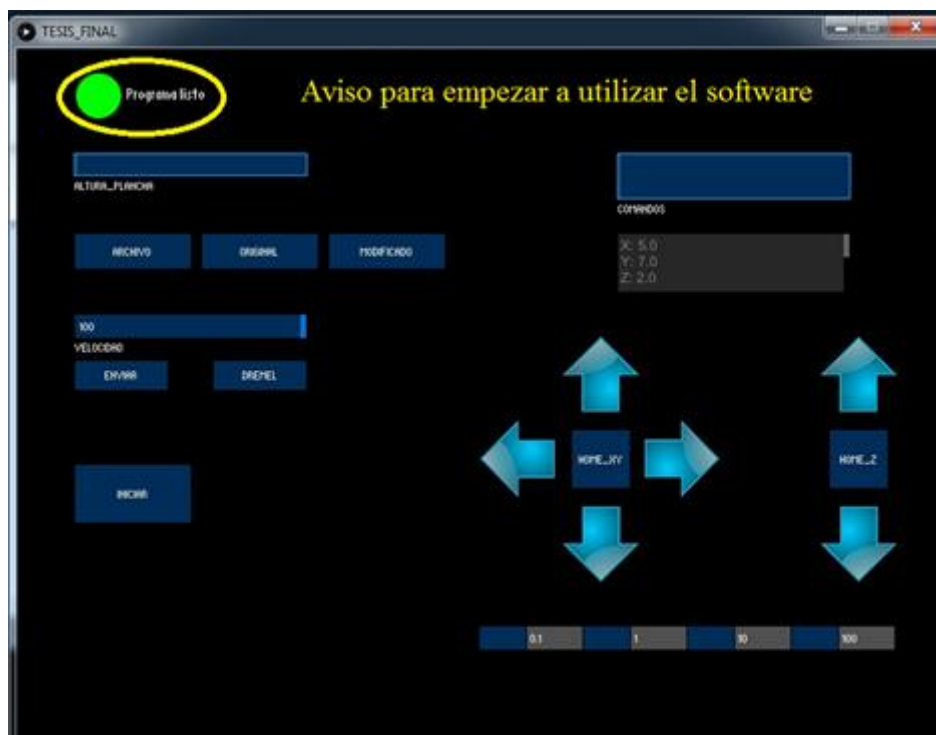 TESIS_FINAL
Programa listo
Aviso para empezar a utilizar el software
ALTURA_PLANCHA
COMANDOS
ARCHIVO
ORIGINAL
MODIFICADO
X: 5.0
Y: 7.0
Z: 2.0
100
VELOCIDAD
ENVIAR
DREMEL
HOME_XY
HOME_Z
INICIAR
0.1
1
10
100